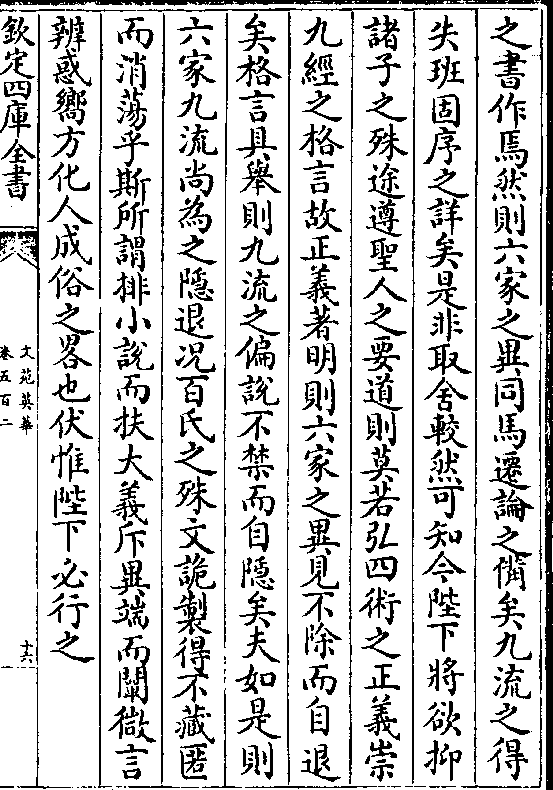 之書作焉然則六家之異同馬遷論之備矣九流之得
失班固序之詳矣是非取舍較然可知今陛下將欲抑
諸子之殊途遵聖人之要道則莫若弘四術之正義崇
九經之格言故正義著明則六家之異見不除而自退
矣格言具舉則九流之偏說不禁而自隱矣夫如是則
六家九流尚為之隱退况百氏之殊文詭製得不藏匿
而消蕩乎斯所謂排小說而扶大義斥異端而闡微言
辨惑嚮方化人成俗之畧也伏惟陛下必行之
欽定四庫全書
文苑英華
卷五百二
十六